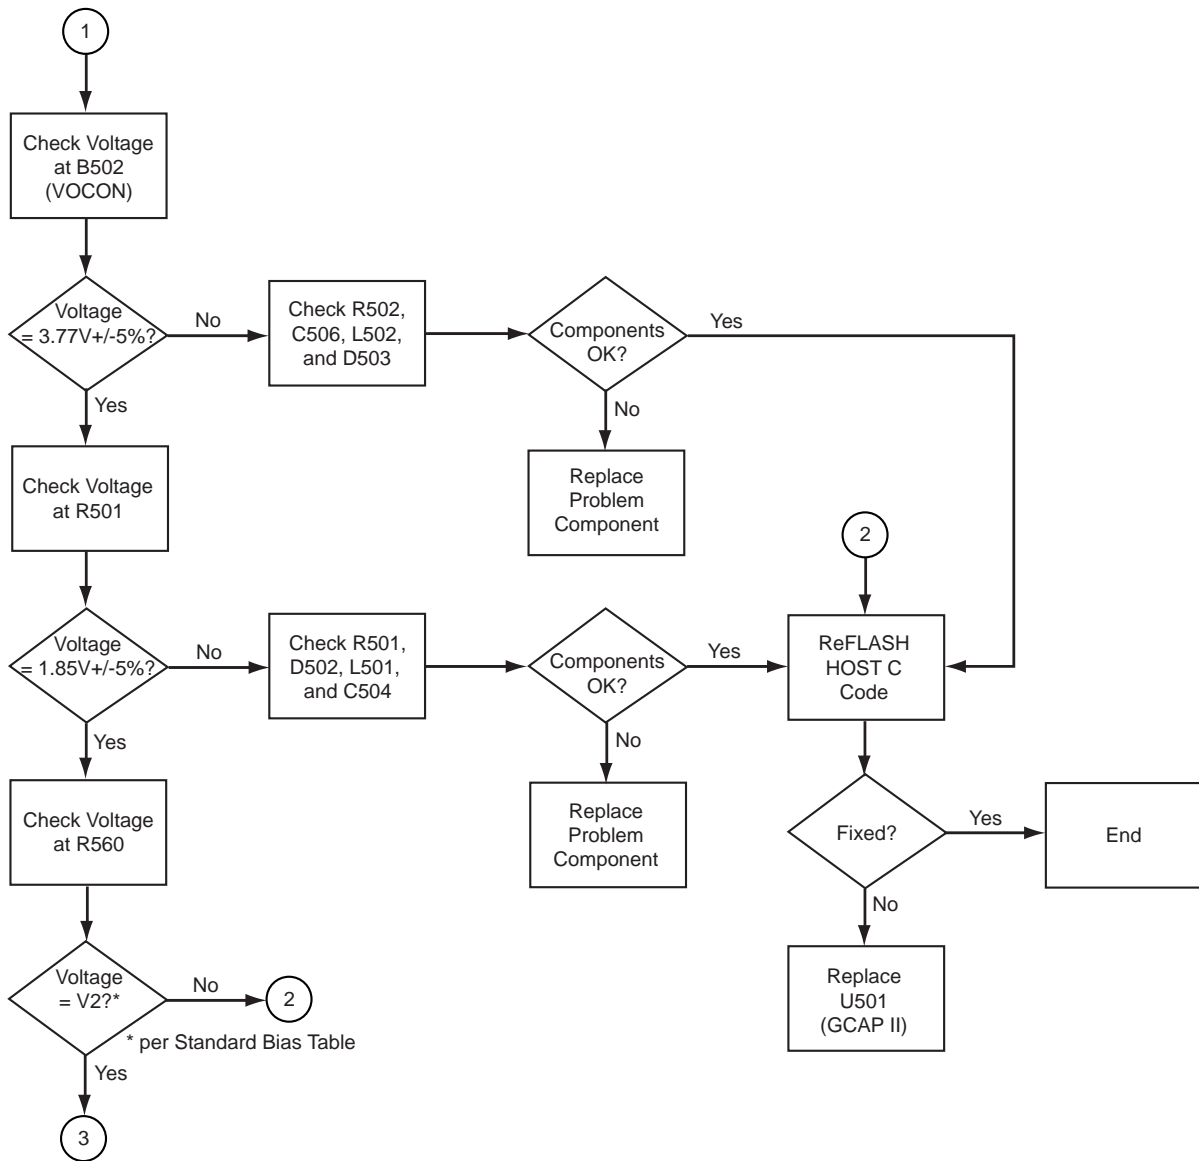 1
Check Voltage
at B502
(VOCON)
Voltage
= 3.77V+/-5%?
No
Check R502,
C506, L502,
and D503
Components
OK?
Yes
Yes
No
Check Voltage
at R501
Replace
Problem
Component
2
Voltage
= 1.85V+/-5%?
No
Check R501,
D502, L501,
and C504
Components
OK?
Yes
ReFLASH
HOST C
Code
Yes
No
Check Voltage
at R560
Replace
Problem
Component
Fixed?
Yes
End
No
Voltage
= V2?*
No
2
* per Standard Bias Table
Replace
U501
(GCAP II)
Yes
3